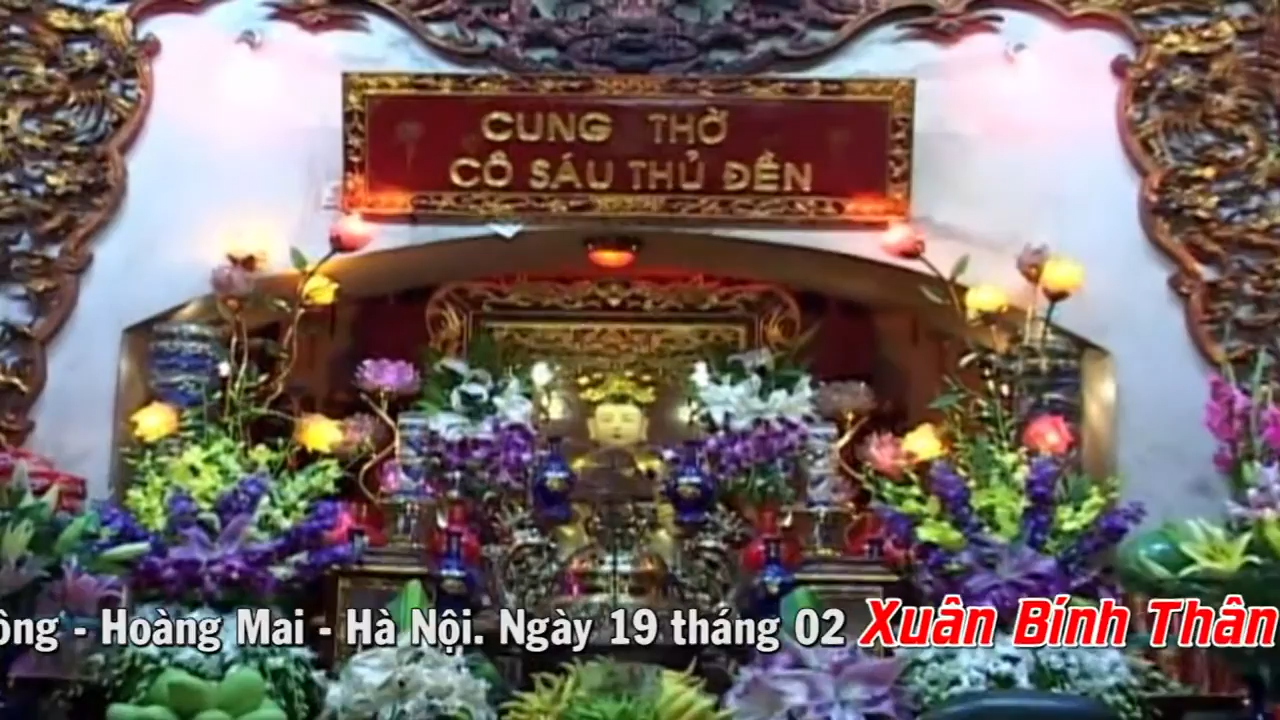 CUNG THỜ
CÔ SÁU THỦ ĐỀN
ông - Hoàng Mai - Hà Nội. Ngày 19 tháng 02 Xuân Bính Thân